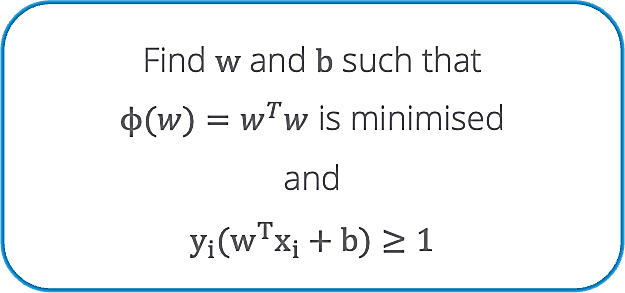 Find w and b such that
ϕ(w) = wᵀw is minimised
and
yᵢ(wᵀxᵢ + b) ≥ 1